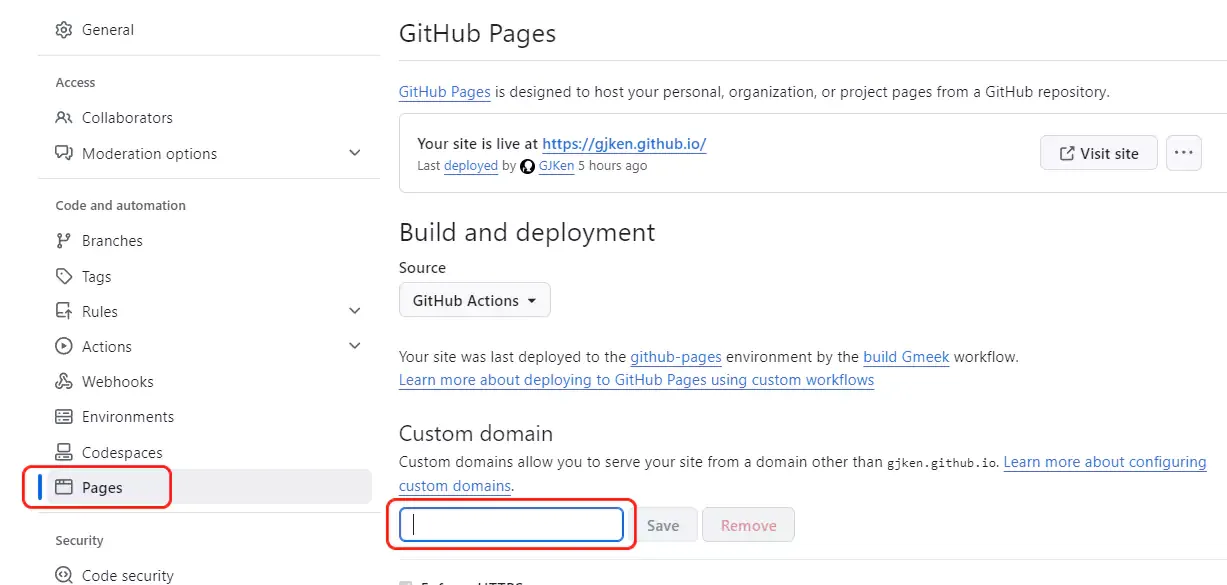 General
Access
Collaborators
Moderation options
Code and automation
Branches
Tags
Rules
Actions
Webhooks
Environments
Codespaces
Pages
Security
Code security
GitHub Pages
GitHub Pages is designed to host your personal, organization, or project pages from a GitHub repository.
Your site is live at https://gjken.github.io/
Last deployed by GJKen 5 hours ago
Visit site
Build and deployment
Source
GitHub Actions
Your site was last deployed to the github-pages environment by the build Gmeek workflow.
Learn more about deploying to GitHub Pages using custom workflows
Custom domain
Custom domains allow you to serve your site from a domain other than gjken.github.io. Learn more about configuring
custom domains.
Save
Remove
Enforce HTTPS